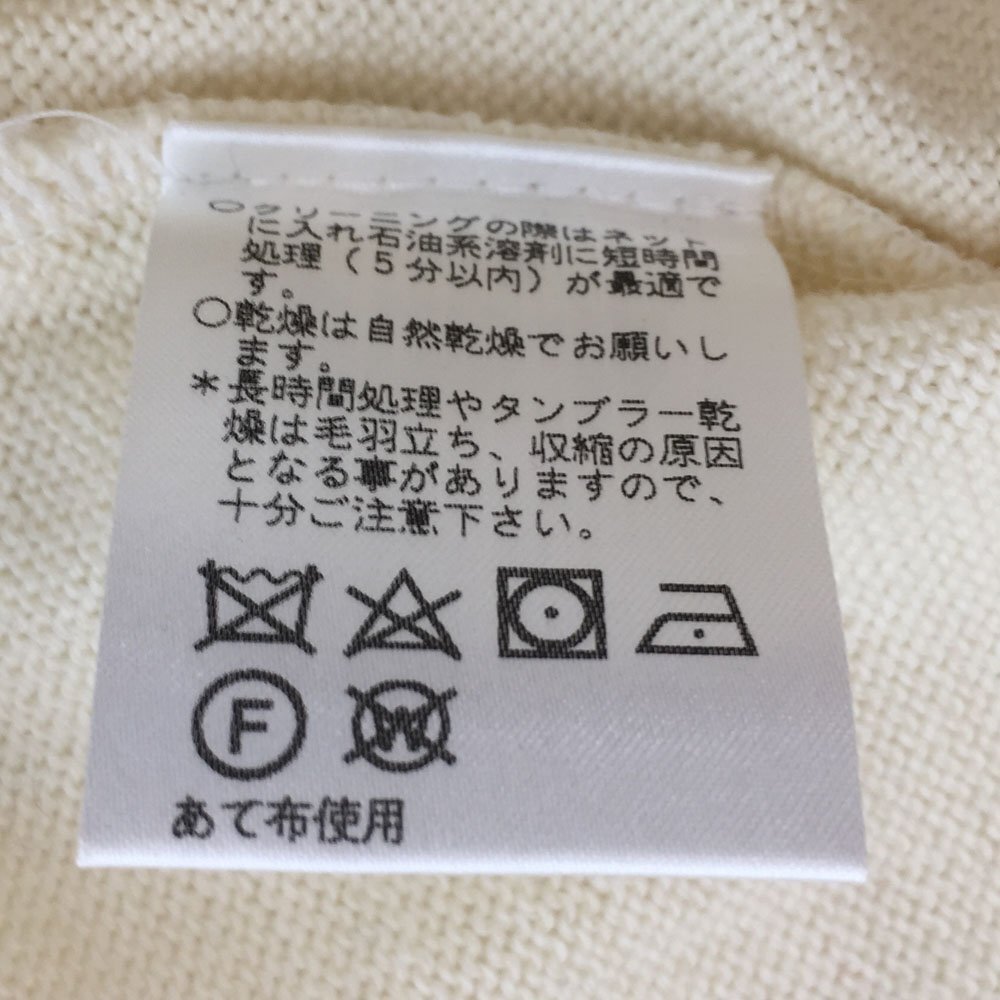 ○クリーニングの際はネット
に入れ石油系溶剤に短時間
処理（５分以内）が最適で
す。
○乾燥は自然乾燥でお願いし
ます。
＊長時間処理やタンブラー乾
燥は毛羽立ち、収縮の原因
となる事がありますので、
十分ご注意下さい。
F W
あて布使用